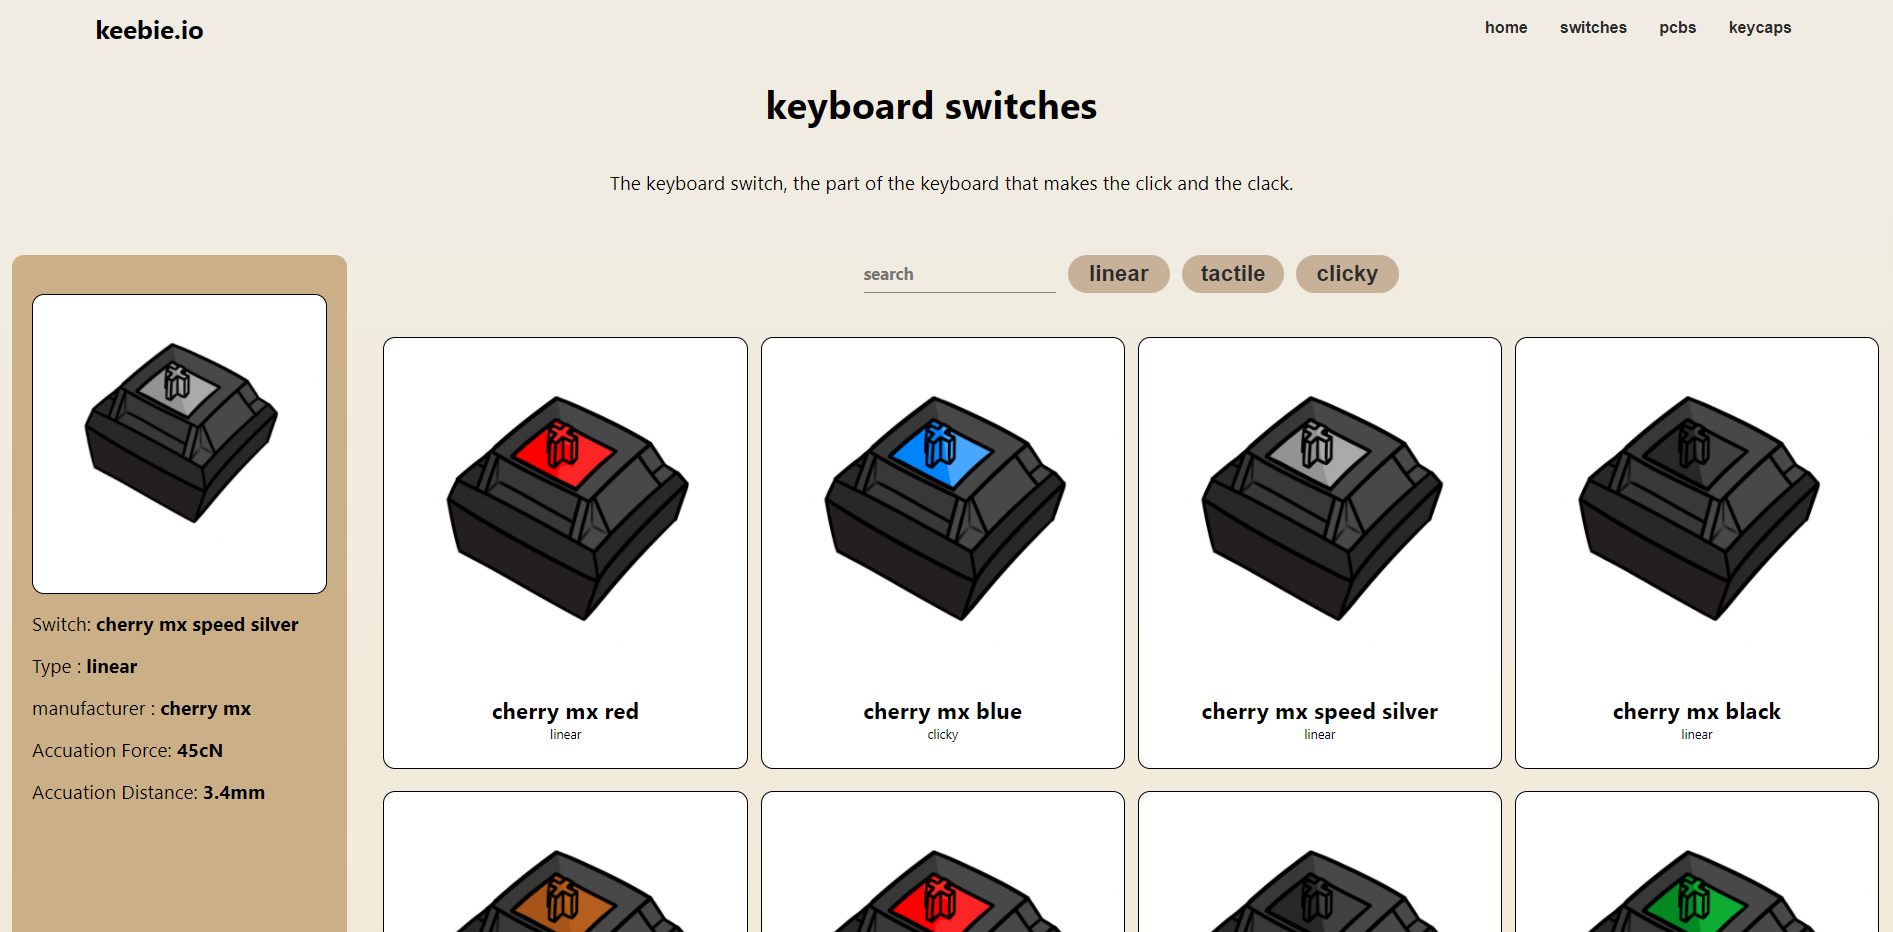 keebie.io
home switches pcbs keycaps
keyboard switches
The keyboard switch, the part of the keyboard that makes the click and the clack.
search
linear tactile clicky
Switch: cherry mx speed silver
Type : linear
manufacturer : cherry mx
Accuation Force: 45cN
Accuation Distance: 3.4mm
cherry mx red
linear
cherry mx blue
clicky
cherry mx speed silver
linear
cherry mx black
linear